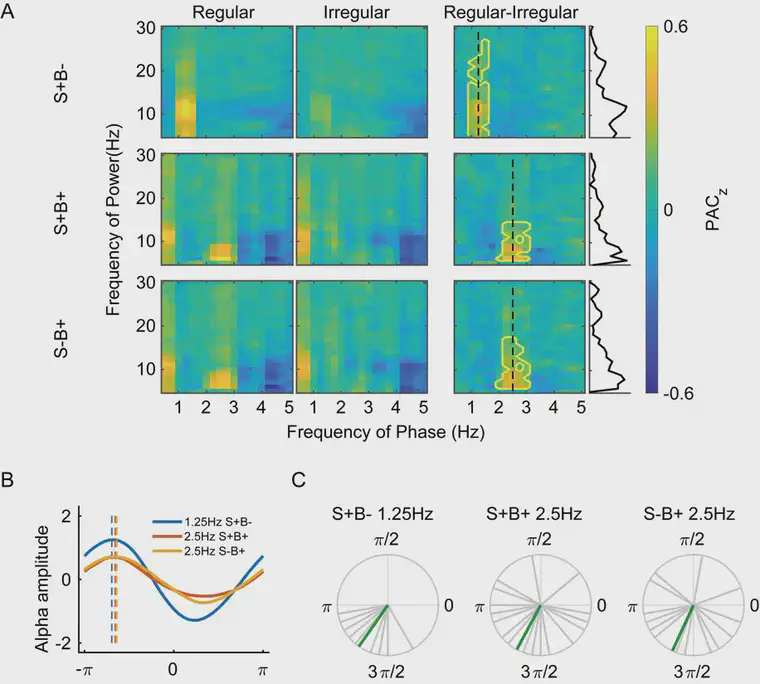 A
Regular Irregular Regular-Irregular
S+B-
30
20
10
0.6
S+B+
Frequency of Power(Hz)
30
20
10
0
PACz
S-B+
30
20
10
-0.6
1 2 3 4 5 1 2 3 4 5 1 2 3 4 5
Frequency of Phase (Hz)
B
Alpha amplitude
2
0
-2
1.25Hz S+B-
2.5Hz S+B+
2.5Hz S-B+
-π 0 π
C
S+B- 1.25Hz S+B+ 2.5Hz S-B+ 2.5Hz
π/2 π/2 π/2
π 0 π 0 π 0
3π/2 3π/2 3π/2